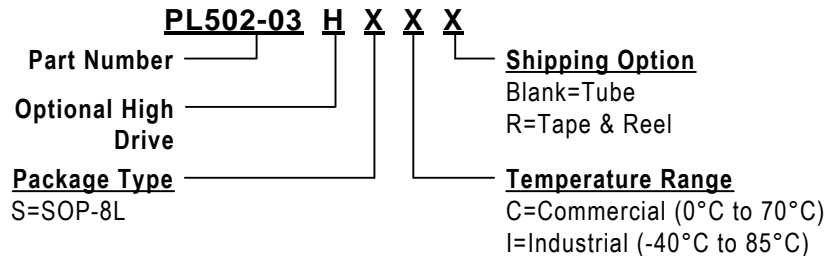 PL502-03 H X X X
Part Number
Optional High
Drive
Package Type
S=SOP-8L
Shipping Option
Blank=Tube
R=Tape & Reel
Temperature Range
C=Commercial (0°C to 70°C)
I=Industrial (-40°C to 85°C)